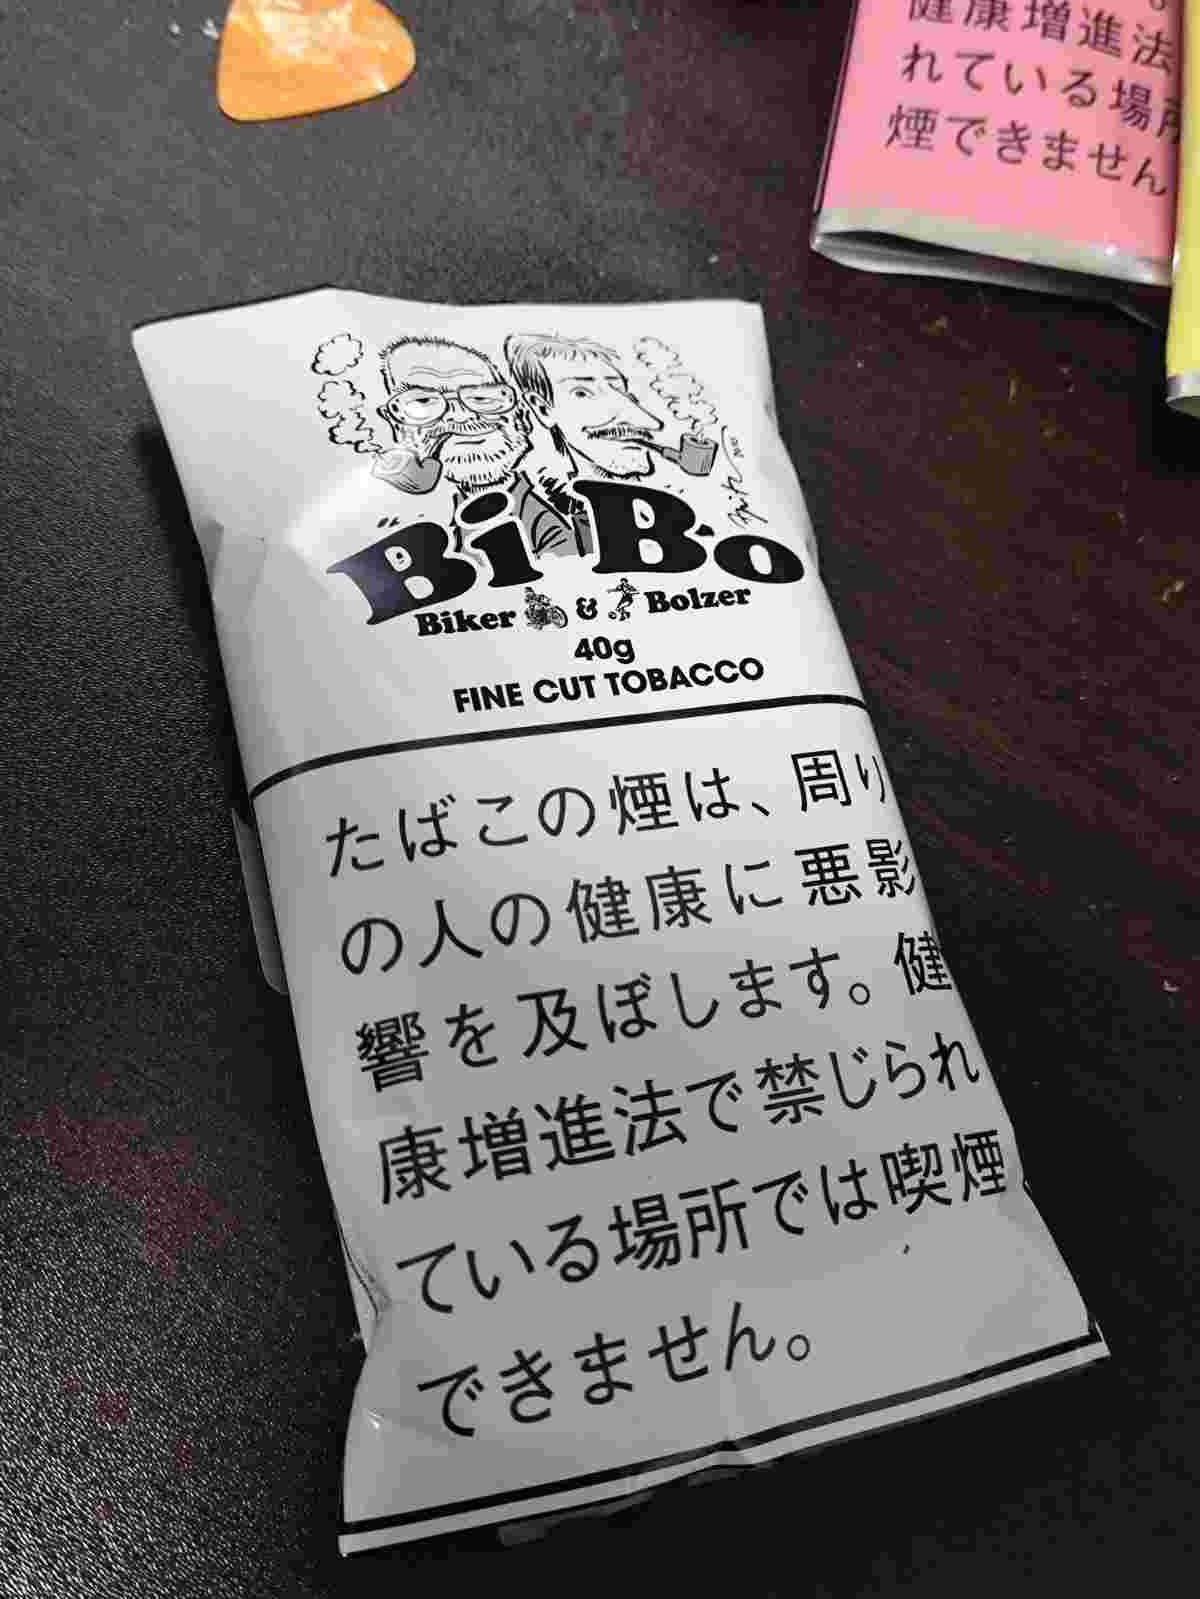 健康増進法
れている場所
煙できません
BiBo
Biker & Bolzer
40g
FINE CUT TOBACCO
たばこの煙は、周り
の人の健康に悪影
響を及ぼします。健
康増進法で禁じられ
ている場所では喫煙
できません。